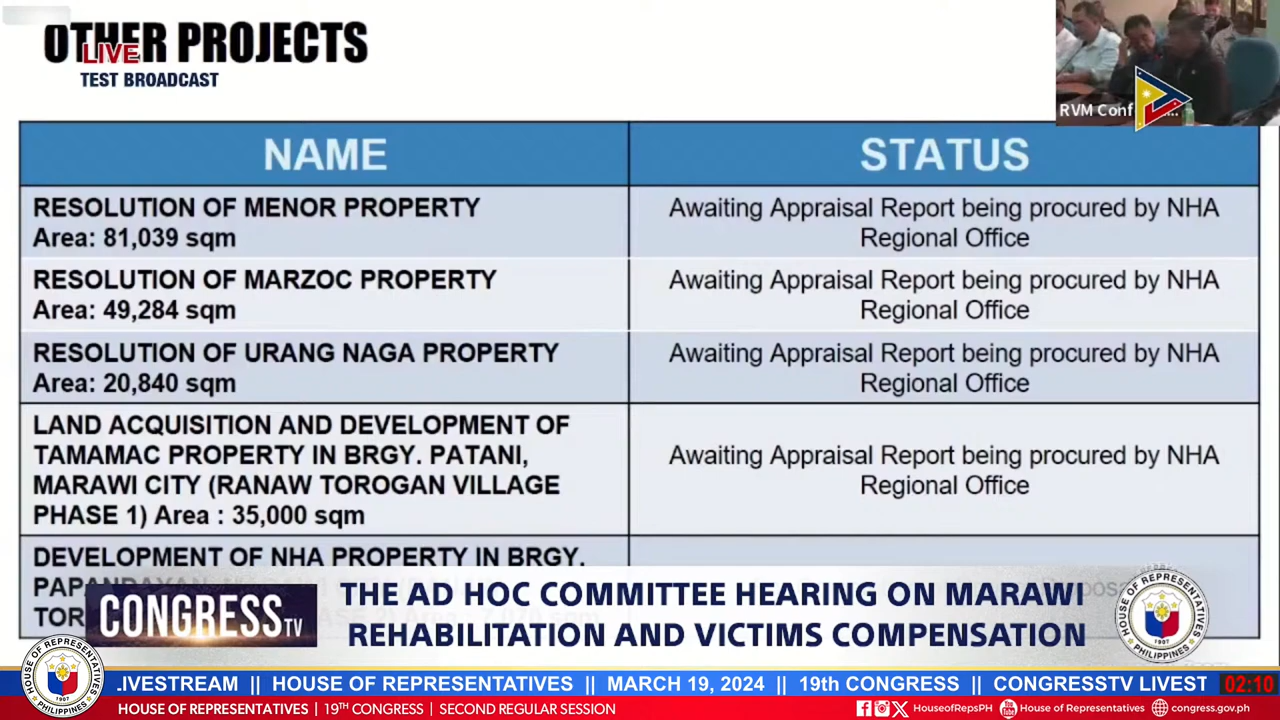 OTHER PROJECTS
LIVE
TEST BROADCAST
RVM Conf
NAME
STATUS
RESOLUTION OF MENOR PROPERTY
Area: 81,039 sqm
Awaiting Appraisal Report being procured by NHA
Regional Office
RESOLUTION OF MARZOC PROPERTY
Area: 49,284 sqm
Awaiting Appraisal Report being procured by NHA
Regional Office
RESOLUTION OF URANG NAGA PROPERTY
Area: 20,840 sqm
Awaiting Appraisal Report being procured by NHA
Regional Office
LAND ACQUISITION AND DEVELOPMENT OF
TAMAMAC PROPERTY IN BRGY. PATANI,
MARAWI CITY (RANAW TOROGAN VILLAGE
PHASE 1) Area : 35,000 sqm
Awaiting Appraisal Report being procured by NHA
Regional Office
DEVELOPMENT OF NHA PROPERTY IN BRGY.
CONGRESS TV
THE AD HOC COMMITTEE HEARING ON MARAWI
REHABILITATION AND VICTIMS COMPENSATION
HOUSE OF REPRESENTATIVES
1907
PHILIPPINES
HOUSE OF REPRESENTATIVES
1907
PHILIPPINES
.IVESTREAM || HOUSE OF REPRESENTATIVES || MARCH 19, 2024 || 19th CONGRESS || CONGRESSTV LIVEST
02:10
HOUSE OF REPRESENTATIVES | 19TH CONGRESS | SECOND REGULAR SESSION
HouseofRepsPH
House of Representatives
congress.gov.ph